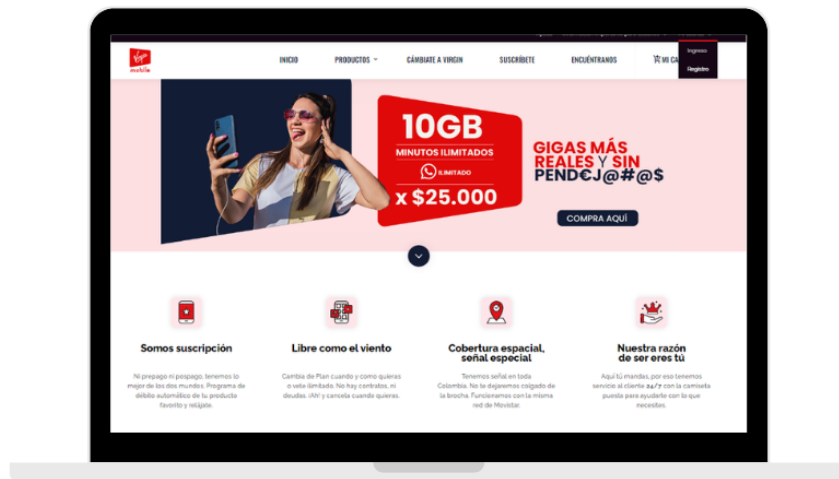 Virgin
mobile
INICIO
PRODUCTOS
CÁMBIATE A VIRGIN
SUSCRÍBETE
ENCUÉNTRANOS
MI CA
Ingreso
Registro
10GB
MINUTOS ILIMITADOS
ILIMITADO
x $25.000
GIGAS MÁS
REALES Y SIN
PEND€J@#@$
COMPRA AQUÍ
Somos suscripción
Ni prepago ni pospago, tenemos lo
mejor de los dos mundos. Programa de
débito automático de tu producto
favorito y relájate.
Libre como el viento
Cambia de Plan cuando y como quieras
o vete ilimitado. No hay contratos, ni
deudas. ¡AH! y cancela cuando quieras.
Cobertura espacial,
señal especial
Tenemos señal en toda
Colombia. No te dejaremos colgado de
la brocha. Funcionamos con la misma
red de Movistar.
Nuestra razón
de ser eres tú
Aquí tú mandas, por eso tenemos
servicio al cliente 24/7 con la camiseta
puesta para ayudarte con lo que
necesitas.